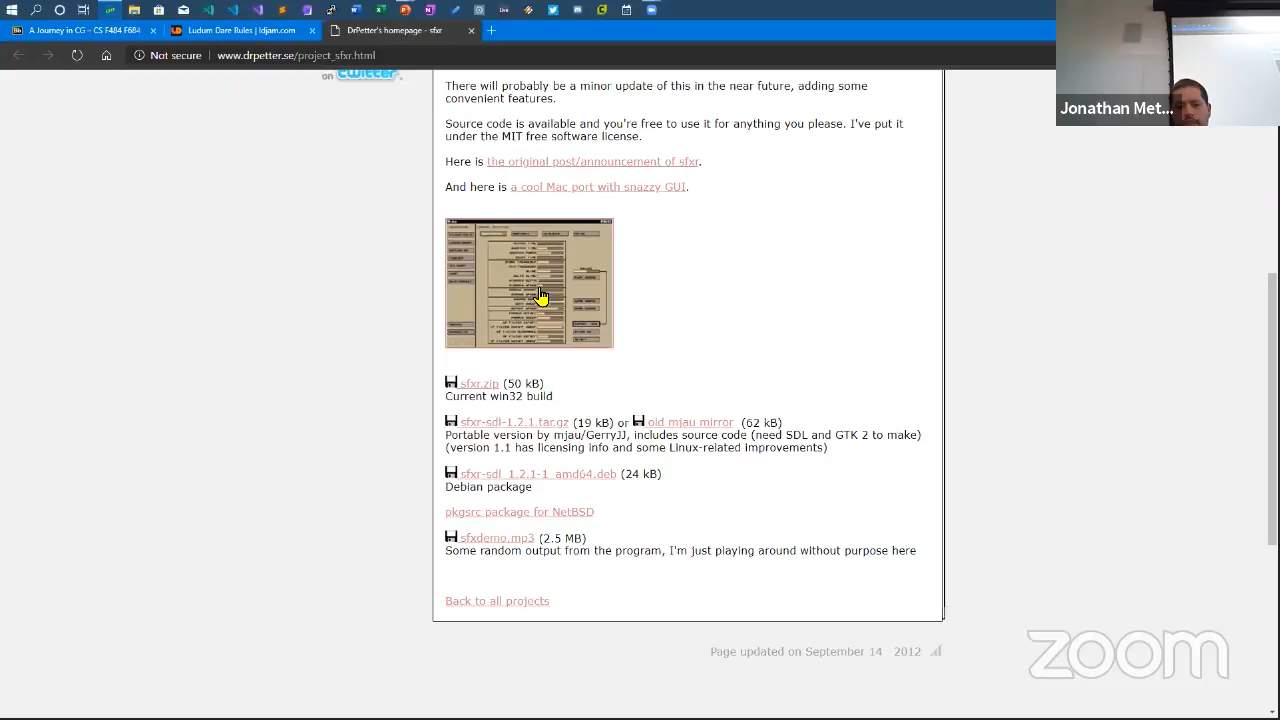 A Journey in CG - CS F484 F684
Ludum Dare Rules | ldjam.com
DrPetter's homepage - sfxr
Not secure
www.drpetter.se/project_sfxr.html
on twitter.
There will probably be a minor update of this in the near future, adding some
convenient features.
Source code is available and you're free to use it for anything you please. I've put it
under the MIT free software license.
Here is the original post/announcement of sfxr.
And here is a cool Mac port with snazzy GUI.
sfxr.zip (50 kB)
Current win32 build
sfxr-sdl-1.2.1.tar.gz (19 kB) or old mjau mirror (62 kB)
Portable version by mjau/GerryJJ, includes source code (need SDL and GTK 2 to make)
(version 1.1 has licensing info and some Linux-related improvements)
sfxr-sdl_1.2.1-1_amd64.deb (24 kB)
Debian package
pkgsrc package for NetBSD
sfxdemo.mp3 (2.5 MB)
Some random output from the program, I'm just playing around without purpose here
Back to all projects
Page updated on September 14 2012
Jonathan Met...
zoom